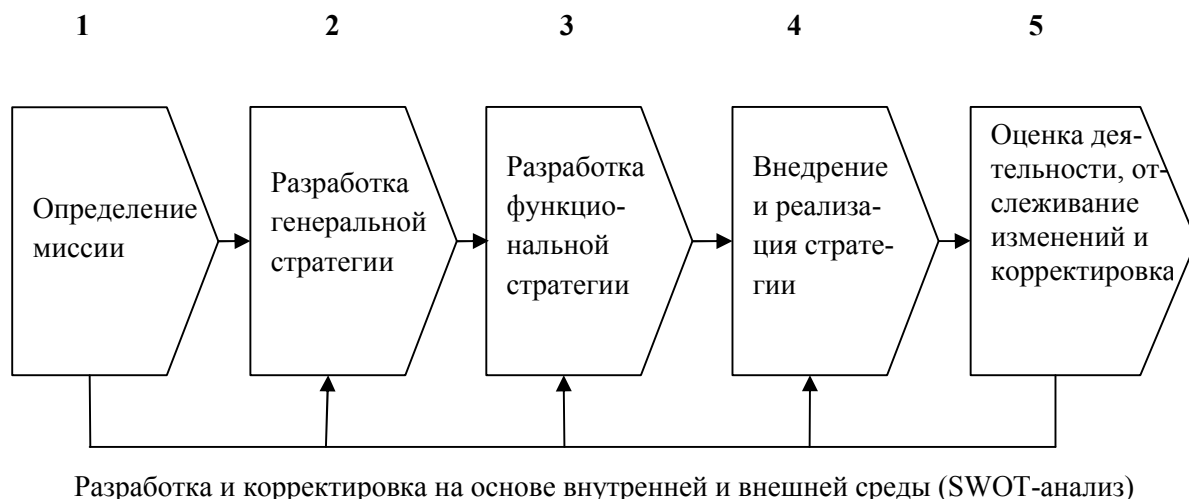 1 2 3 4 5
Определение
миссии
Разработка
генеральной
стратегии
Разработка
функцио-
нальной
стратегии
Внедрение
и реализа-
ция страте-
гии
Оценка дея-
тельности, от-
слеживание
изменений и
корректировка
Разработка и корректировка на основе внутренней и внешней среды (SWOT-анализ)